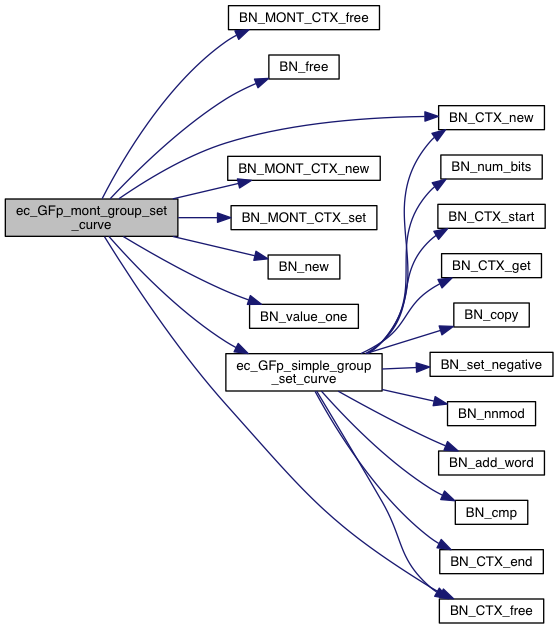 BN_MONT_CTX_free
BN_free
BN_CTX_new
BN_MONT_CTX_new
BN_num_bits
ec_GFp_mont_group_set
_curve
BN_MONT_CTX_set
BN_CTX_start
BN_new
BN_CTX_get
BN_value_one
BN_copy
ec_GFp_simple_group
_set_curve
BN_set_negative
BN_nnmod
BN_add_word
BN_cmp
BN_CTX_end
BN_CTX_free